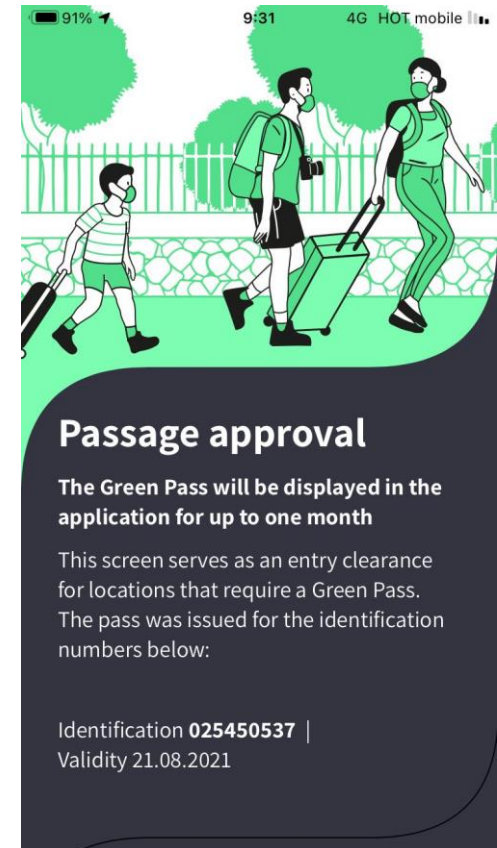 91% 9:31 4G HOT mobile
Passage approval
The Green Pass will be displayed in the
application for up to one month
This screen serves as an entry clearance
for locations that require a Green Pass.
The pass was issued for the identification
numbers below:
Identification 025450537 |
Validity 21.08.2021